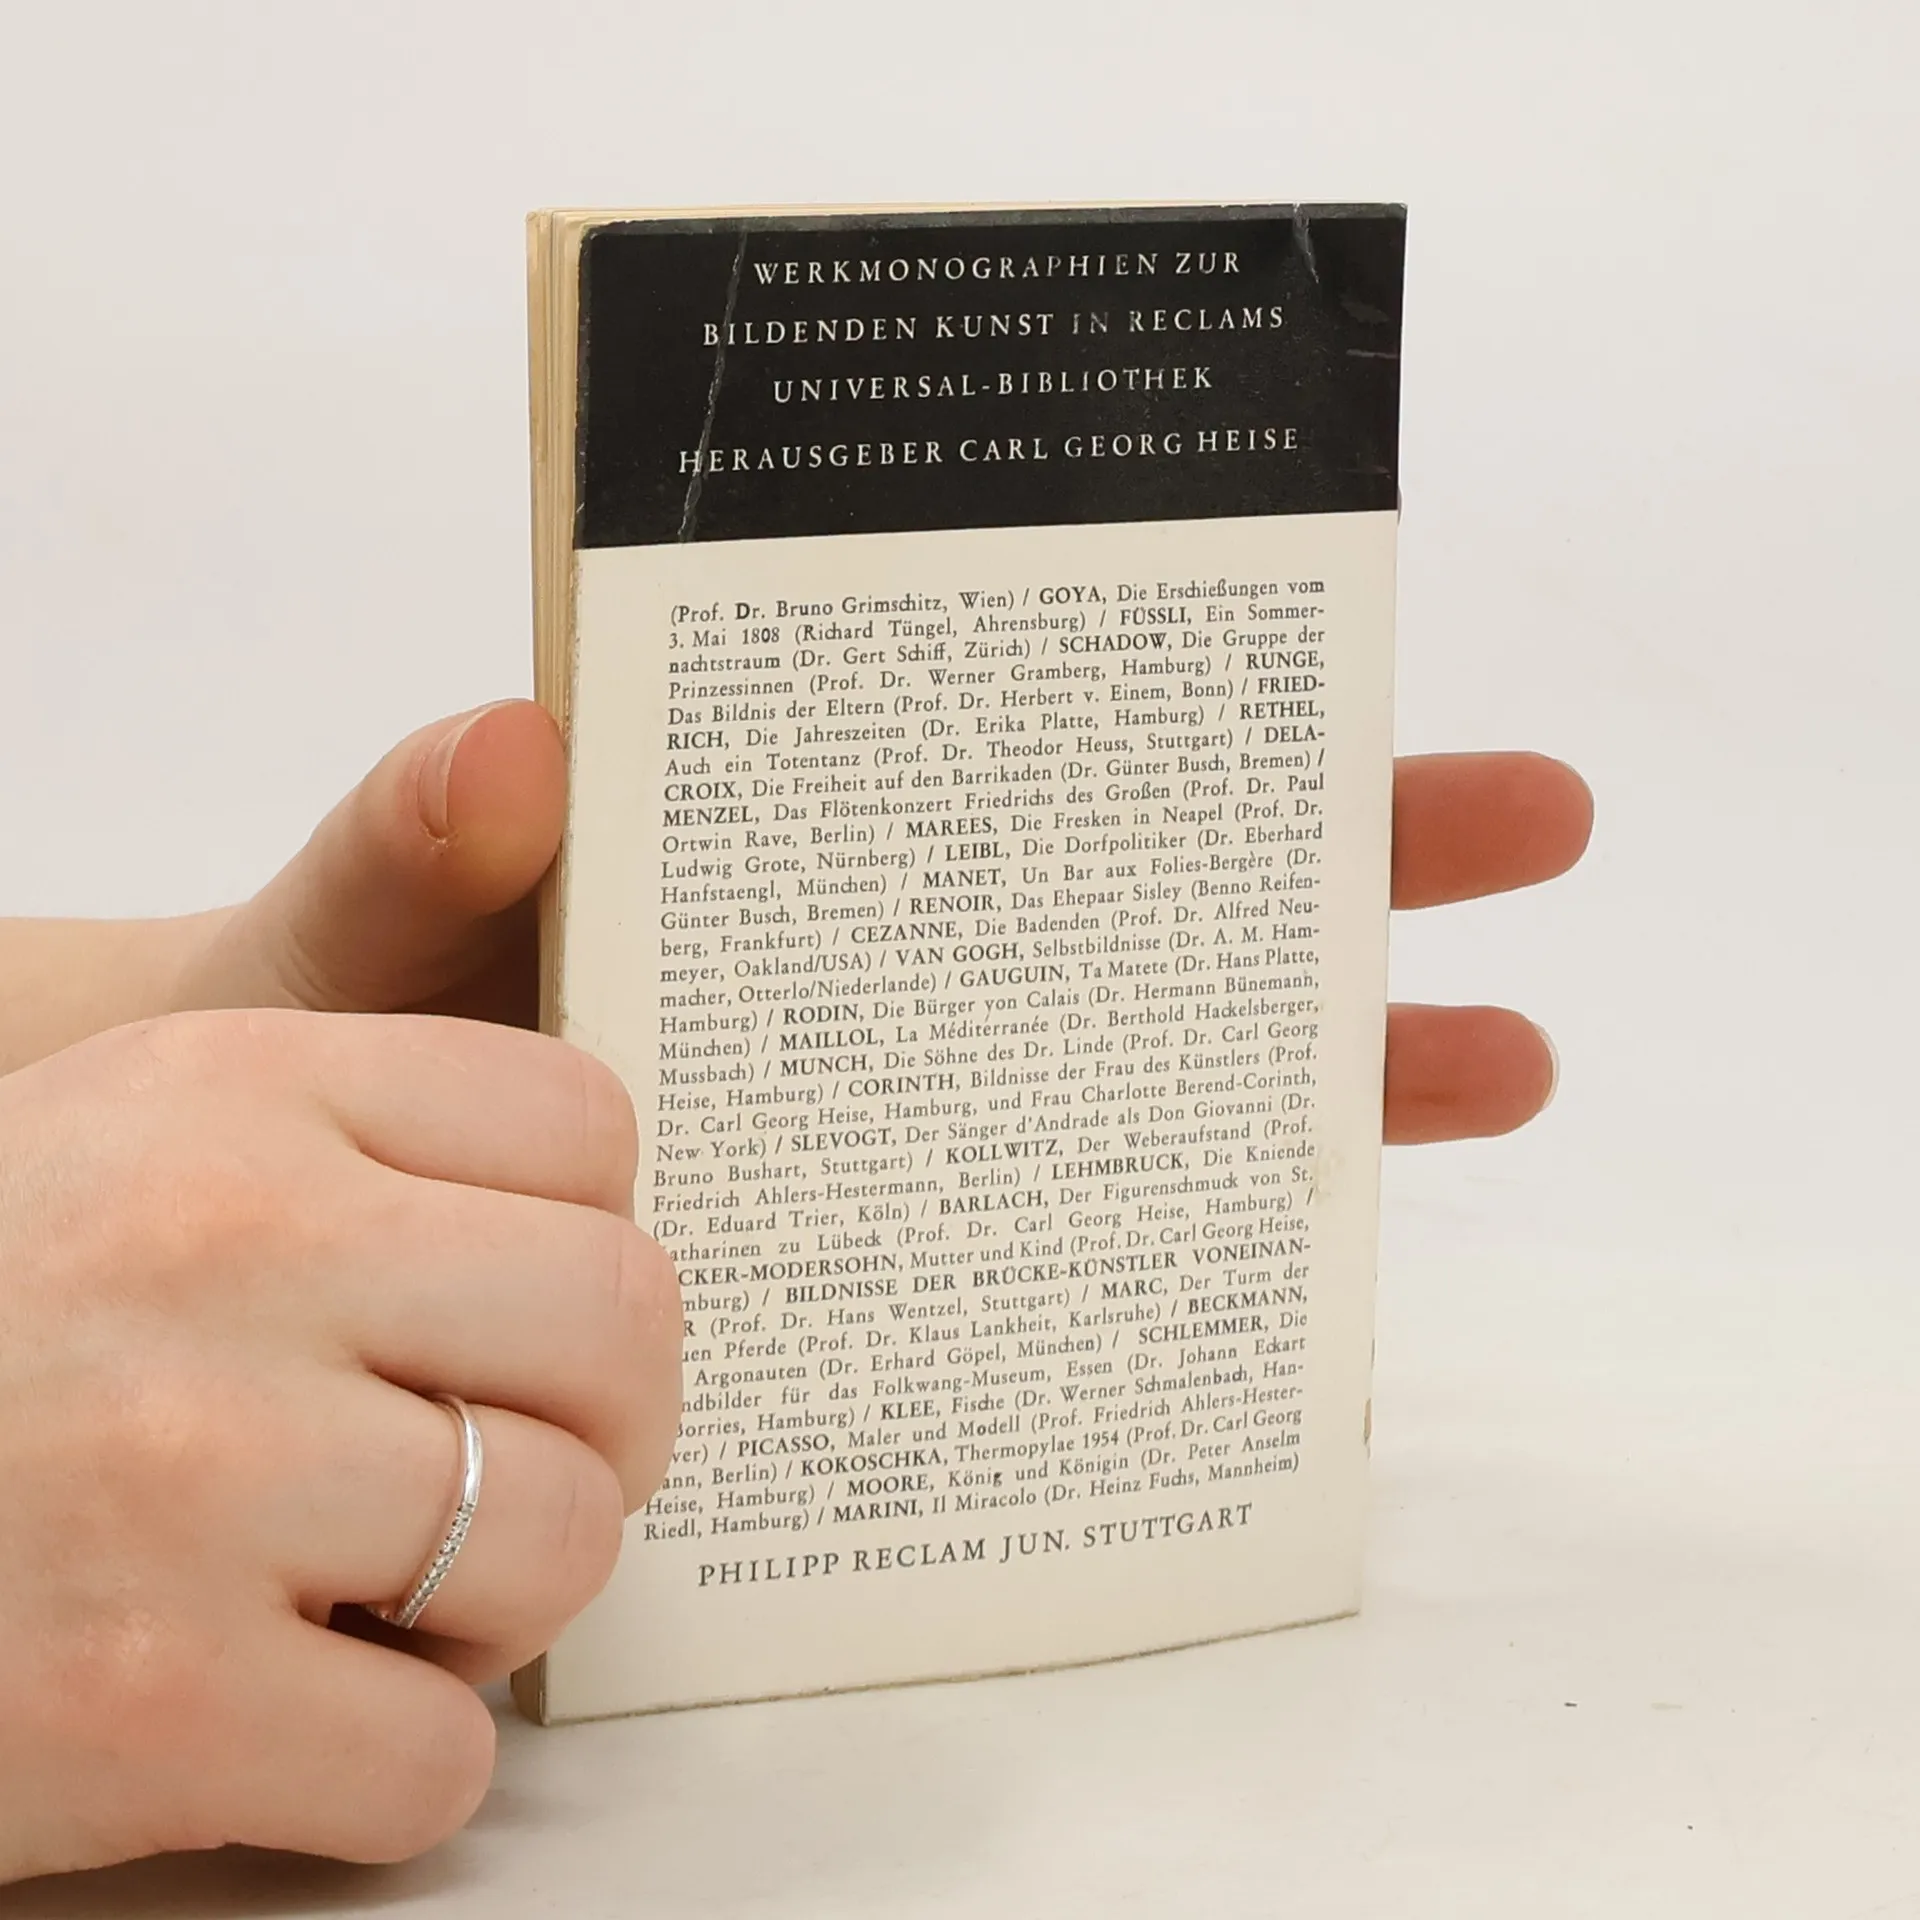 WERKMONOGRAPHIEN ZUR
BILDENDEN KUNST IN RECLAMS
UNIVERSAL-BIBLIOTHEK
HERAUSGEBER CARL GEORG HEISE
(Prof. Dr. Bruno Grimschitz, Wien) / GOYA, Die Erschießungen vom
3. Mai 1808 (Richard Tüngel, Ahrensburg) / FÜSSLI, Ein Sommer-
nachtstraum (Dr. Gert Schiff, Zürich) / SCHADOW, Die Gruppe der
Prinzessinnen (Prof. Dr. Werner Gramberg, Hamburg) / RUNGE,
Das Bildnis der Eltern (Prof. Dr. Herbert v. Einem, Bonn) / FRIED-
RICH, Die Jahreszeiten (Dr. Erika Platte, Hamburg) / RETHEL,
Auch ein Totentanz (Prof. Dr. Theodor Heuss, Stuttgart) / DELA-
CROIX, Die Freiheit auf den Barrikaden (Dr. Günter Busch, Bremen) /
MENZEL, Das Flötenkonzert Friedrichs des Großen (Prof. Dr. Paul
Ortwin Rave, Berlin) / MAREES, Die Fresken in Neapel (Prof. Dr.
Ludwig Grote, Nürnberg) / LEIBL, Die Dorfpolitiker (Dr. Eberhard
Hanfstaengl, München) / MANET, Un Bar aux Folies-Bergère (Dr.
Günter Busch, Bremen) / RENOIR, Das Ehepaar Sisley (Benno Reifen-
berg, Frankfurt) / CEZANNE, Die Badenden (Prof. Dr. Alfred Neu-
meyer, Oakland/USA) / VAN GOGH, Selbstbildnisse (Dr. A. M. Ham-
macher, Otterlo/Niederlande) / GAUGUIN, Ta Matete (Dr. Hans Platte,
Hamburg) / RODIN, Die Bürger von Calais (Dr. Hermann Bünemann,
München) / MAILLOL, La Méditerranée (Dr. Berthold Hackelsberger,
Mussbach) / MUNCH, Die Söhne des Dr. Linde (Prof. Dr. Carl Georg
Heise, Hamburg) / CORINTH, Bildnisse der Frau des Künstlers (Prof.
Dr. Carl Georg Heise, Hamburg, und Frau Charlotte Berend-Corinth,
New York) / SLEVOGT, Der Sänger d'Andrade als Don Giovanni (Dr.
Bruno Bushart, Stuttgart) / KOLLWITZ, Der Weberaufstand (Prof.
Friedrich Ahlers-Hestermann, Berlin) / LEHMBRUCK, Die Kniende
(Dr. Eduard Trier, Köln) / BARLACH, Der Figurenschmuck von St.
atharinen zu Lübeck (Prof. Dr. Carl Georg Heise, Hamburg) /
CKER-MODERSOHN, Mutter und Kind (Prof. Dr. Carl Georg Heise,
mburg) / BILDNISSE DER BRÜCKE-KÜNSTLER VONEINAN-
R (Prof. Dr. Hans Wentzel, Stuttgart) / MARC, Der Turm der
uen Pferde (Prof. Dr. Klaus Lankheit, Karlsruhe) / BECKMANN,
Argonauten (Dr. Erhard Göpel, München) / SCHLEMMER, Die
ndbilder für das Folkwang-Museum, Essen (Dr. Johann Eckart
Borries, Hamburg) / KLEE, Fische (Dr. Werner Schmalenbach, Han-
ver) / PICASSO, Maler und Modell (Prof. Friedrich Ahlers-Hester-
ann, Berlin) / KOKOSCHKA, Thermopylae 1954 (Prof. Dr. Carl Georg
Heise, Hamburg) / MOORE, König und Königin (Dr. Peter Anselm
Riedl, Hamburg) / MARINI, Il Miracolo (Dr. Heinz Fuchs, Mannheim)
PHILIPP RECLAM JUN. STUTTGART